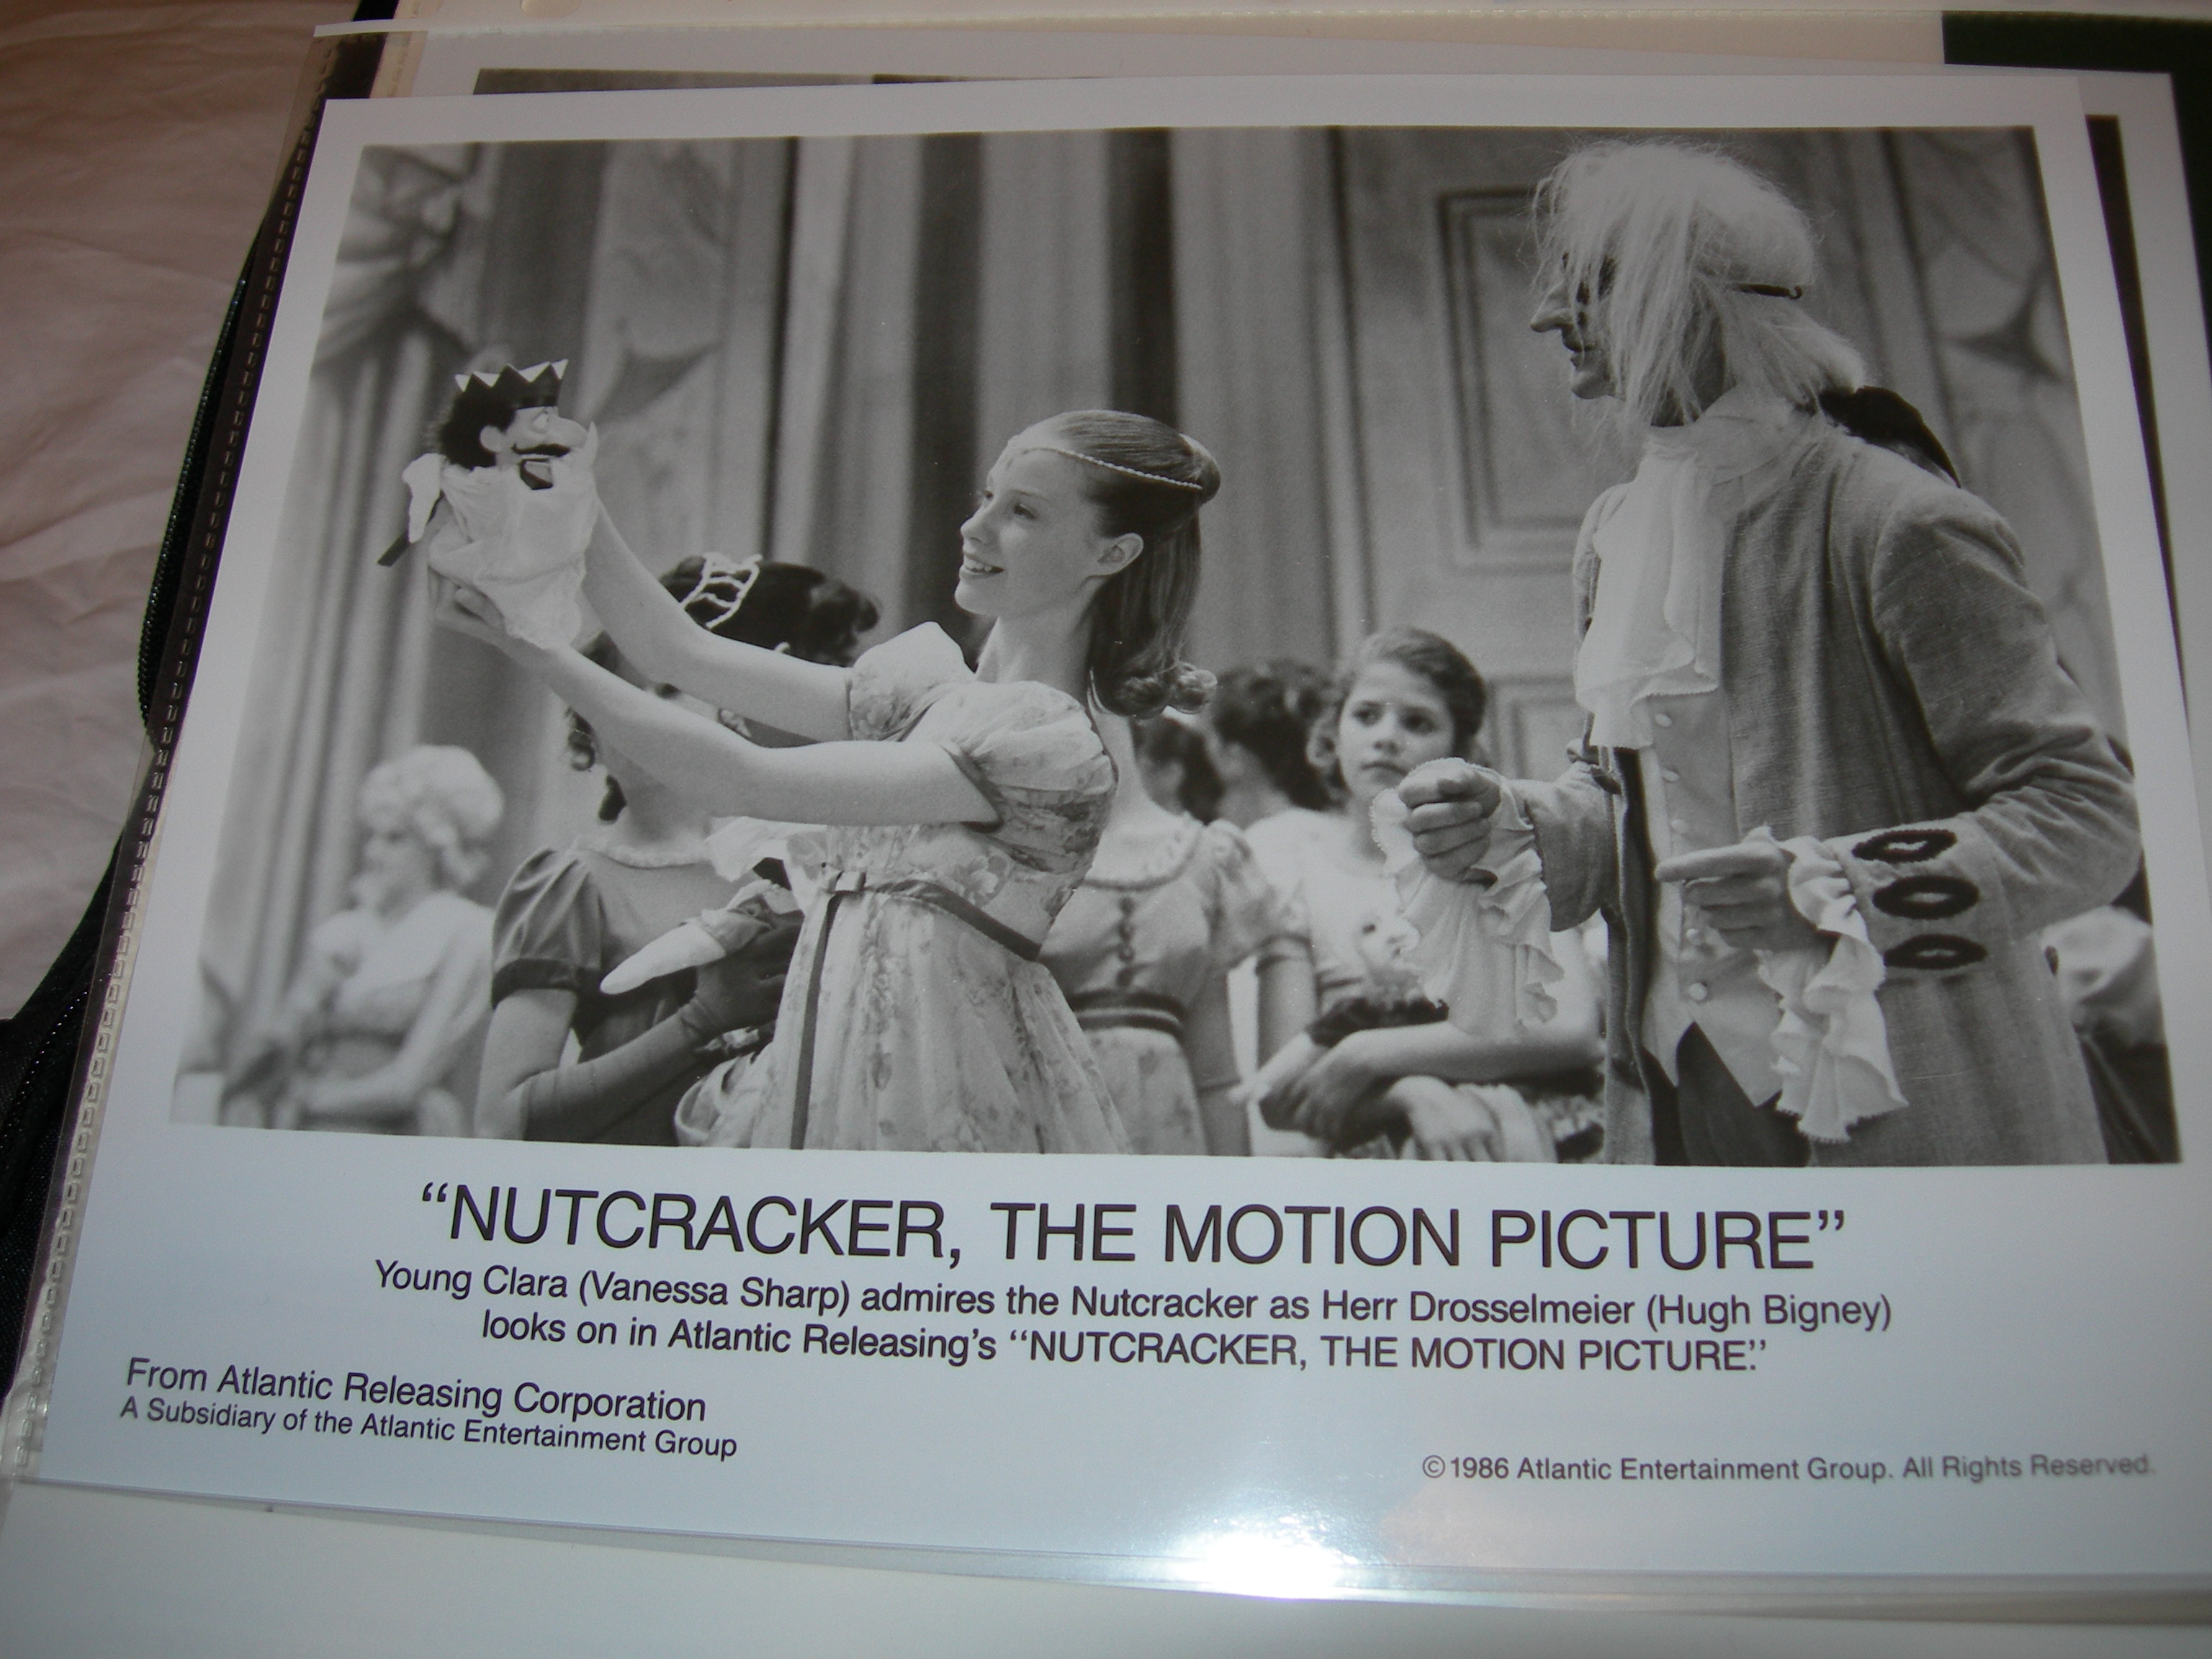 “NUTCRACKER, THE MOTION PICTURE”
Young Clara (Vanessa Sharp) admires the Nutcracker as Herr Drosselmeier (Hugh Bigney)
looks on in Atlantic Releasing’s “NUTCRACKER, THE MOTION PICTURE.”
From Atlantic Releasing Corporation
A Subsidiary of the Atlantic Entertainment Group
©1986 Atlantic Entertainment Group. All Rights Reserved.